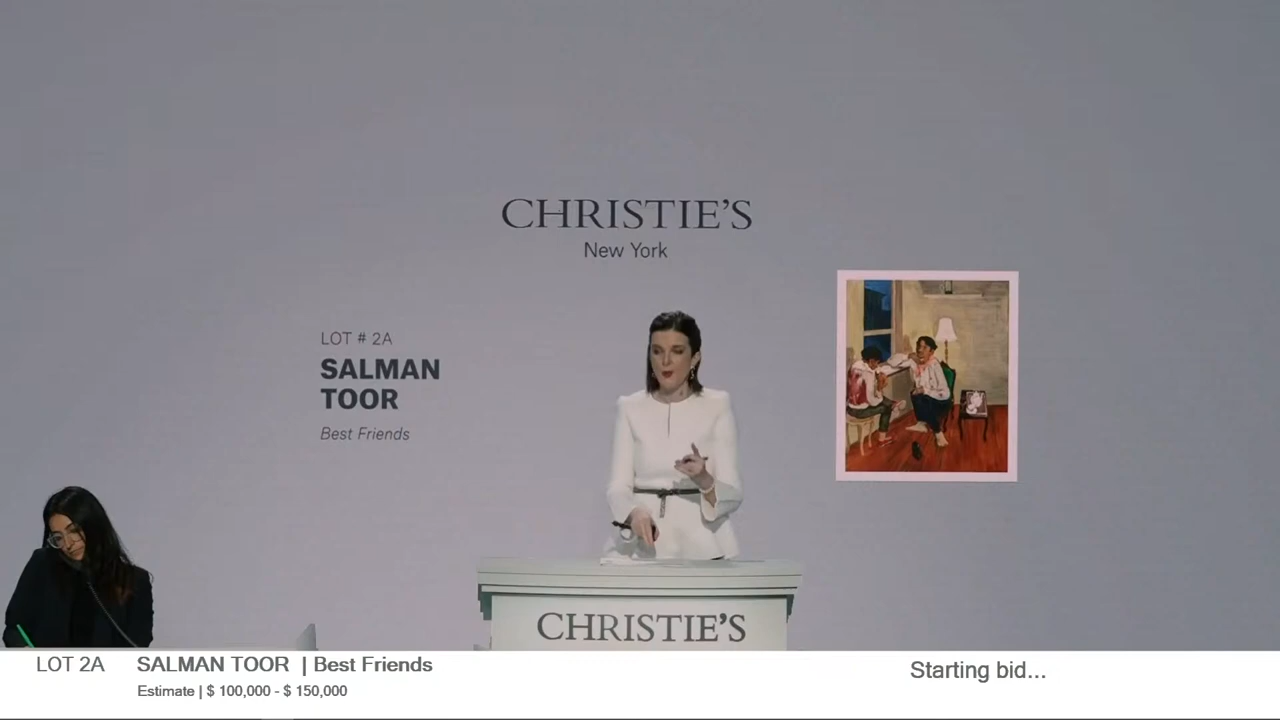 CHRISTIE'S
New York
LOT # 2A
SALMAN
TOOR
Best Friends
CHRISTIE'S
LOT 2A SALMAN TOOR | Best Friends
Estimate | $ 100,000 - $ 150,000
Starting bid...